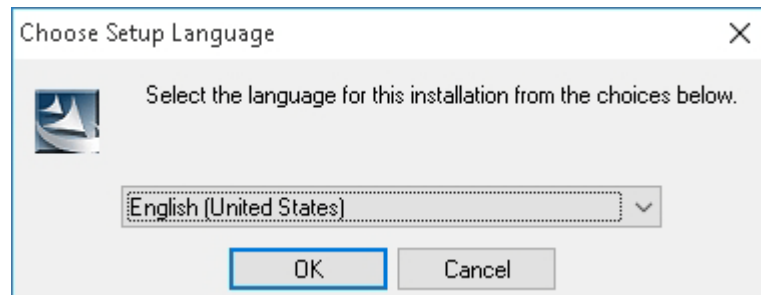 Choose Setup Language
Select the language for this installation from the choices below.
English (United States)
OK Cancel